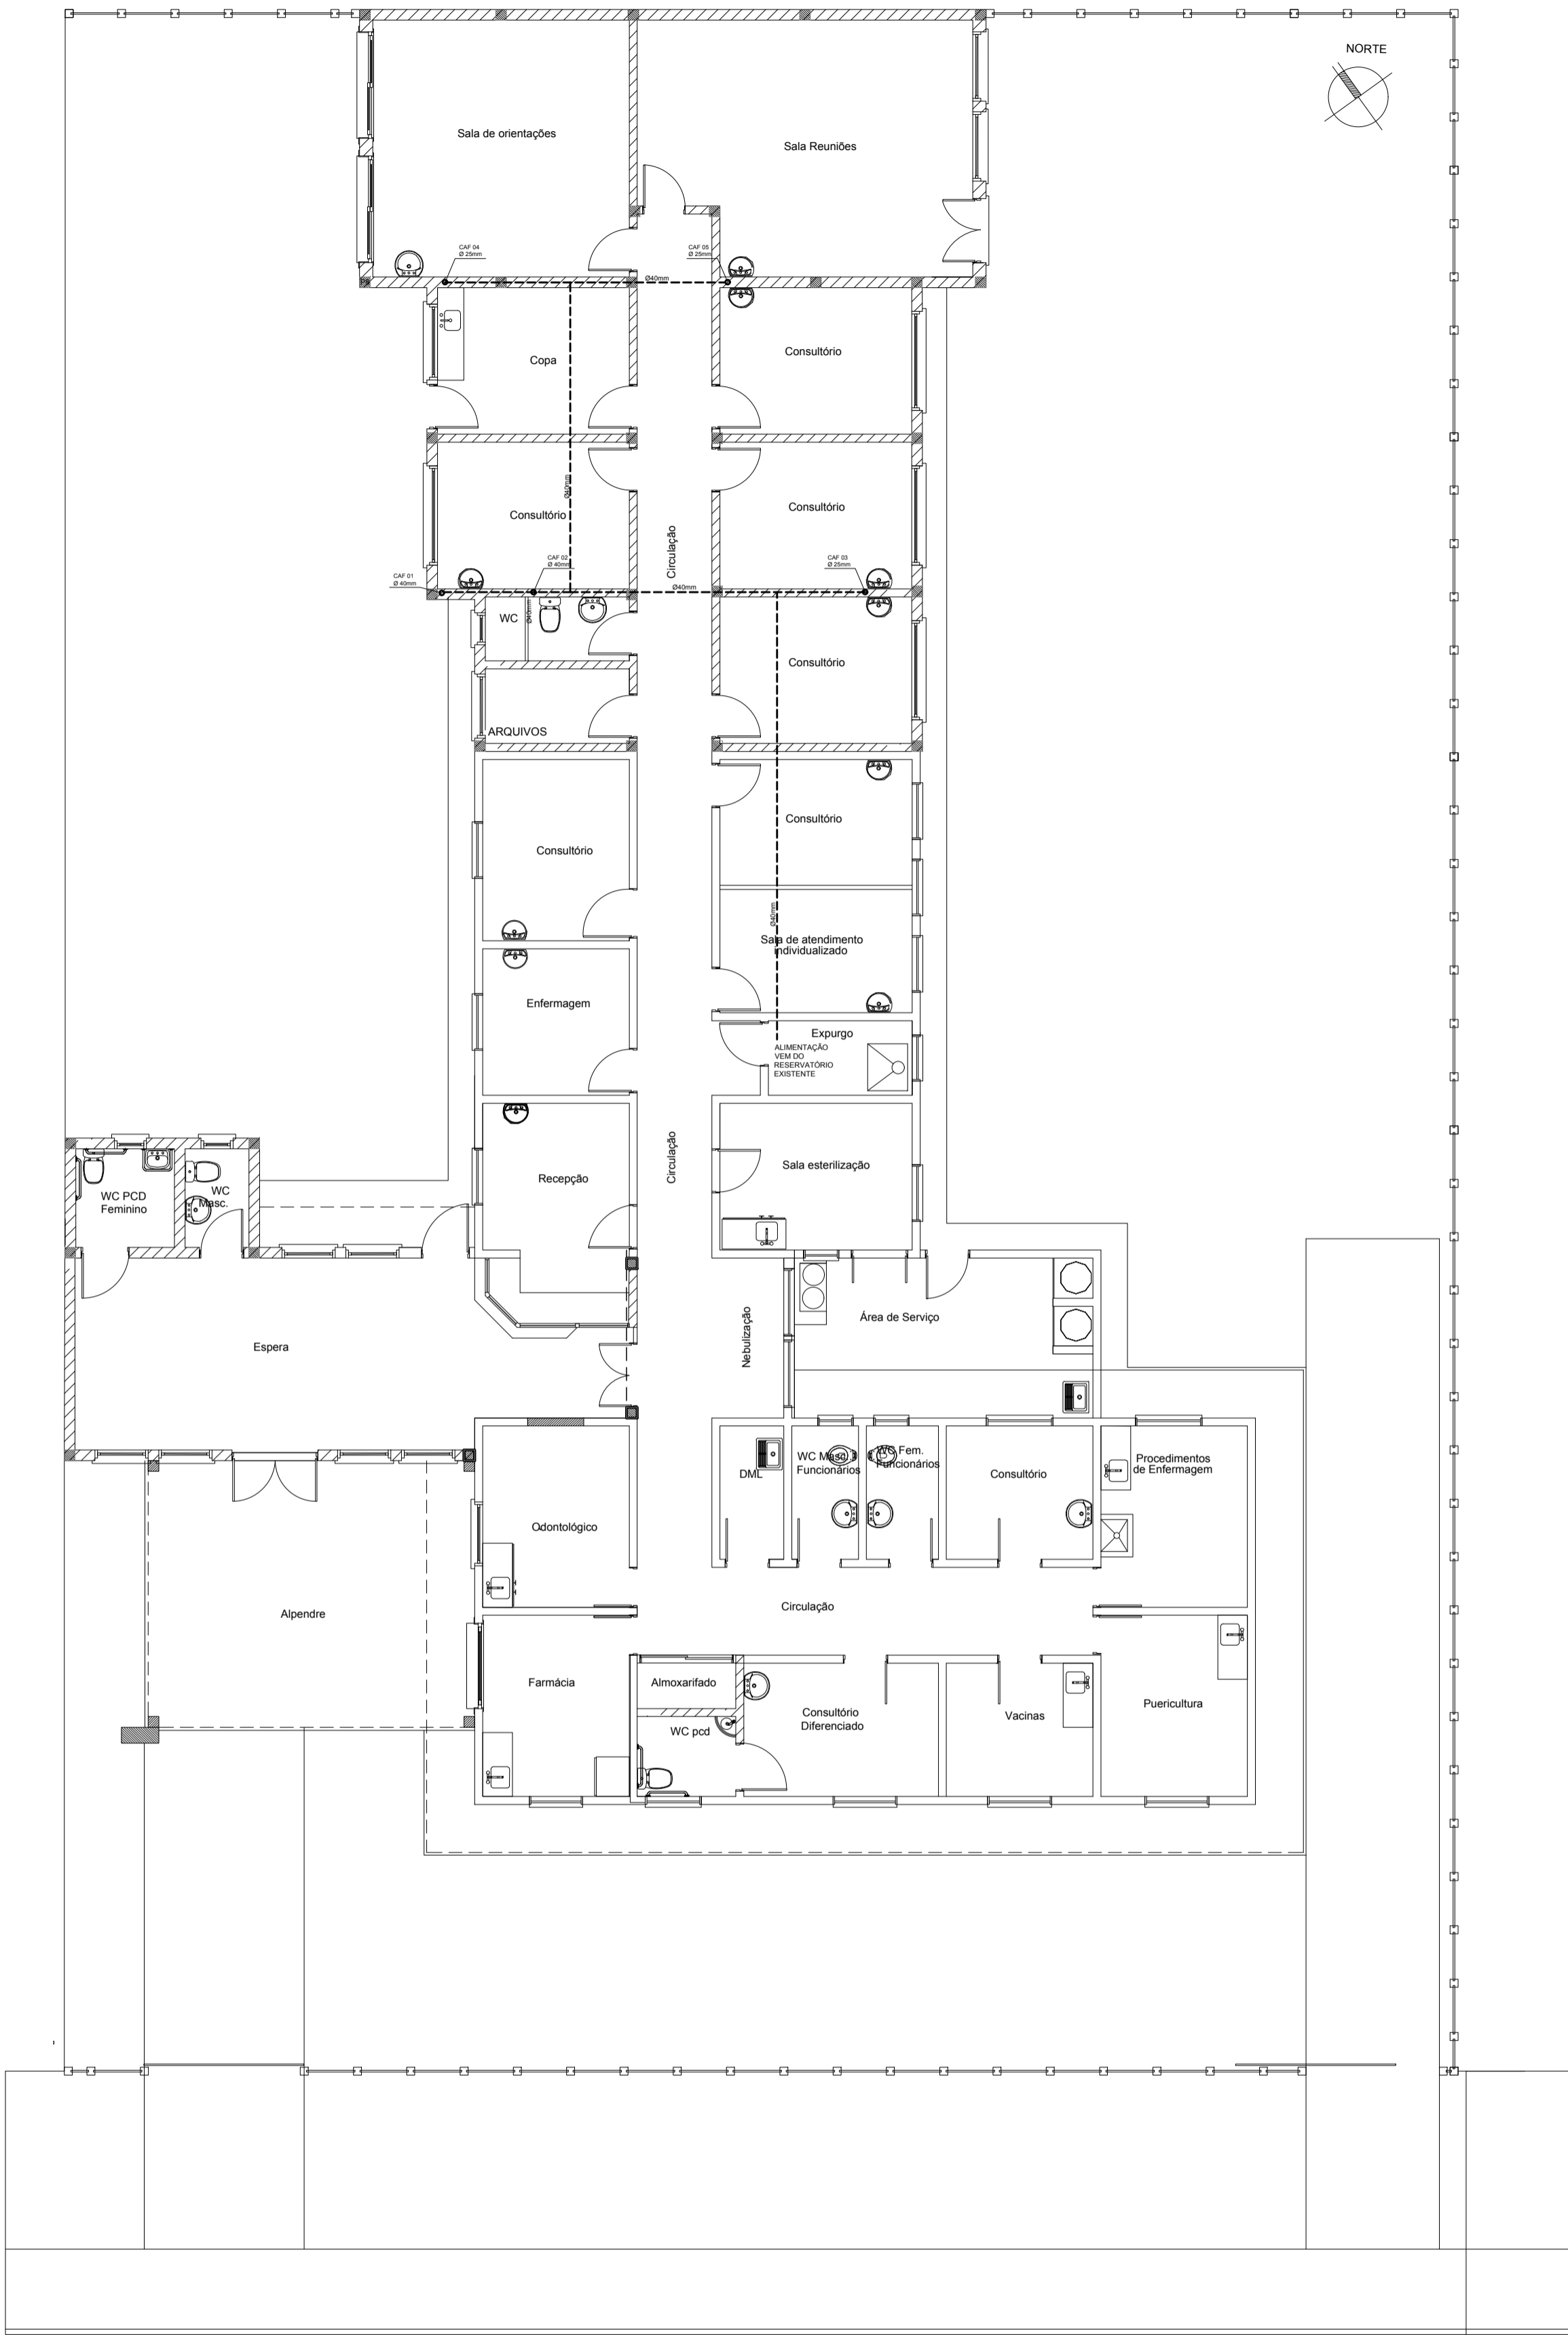 NORTE
Sala de orientações
Sala Reuniões
CAF 04
Ø 25mm
CAF 05
Ø 25mm
Ø40mm
Copa
Consultório
Ø40mm
Consultório
Consultório
Circulação
CAF 01
Ø 40mm
CAF 02
Ø 40mm
CAF 03
Ø 25mm
Ø40mm
WC
Ø40mm
Consultório
ARQUIVOS
Consultório
Consultório
Ø40mm
Sala de atendimento
individualizado
Enfermagem
Expurgo
ALIMENTAÇÃO
VEM DO
RESERVATÓRIO
EXISTENTE
Circulação
Recepção
Sala esterilização
WC PCD
Feminino
WC
Masc.
Espera
Nebulização
Área de Serviço
DML
WC Masc.
Funcionários
WC Fem.
Funcionários
Consultório
Procedimentos
de Enfermagem
Odontológico
Circulação
Alpendre
Farmácia
Almoxarifado
WC pcd
Consultório
Diferenciado
Vacinas
Puericultura